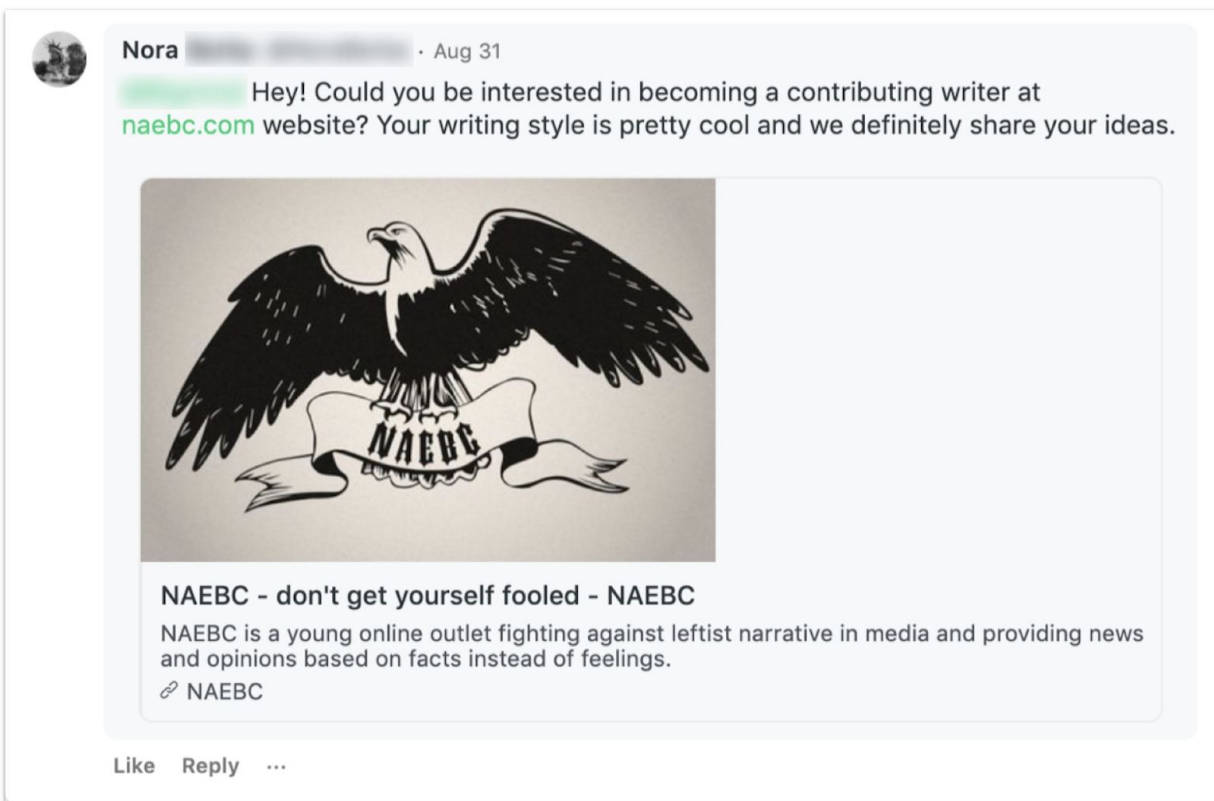 Nora · Aug 31
Hey! Could you be interested in becoming a contributing writer at
naebc.com website? Your writing style is pretty cool and we definitely share your ideas.
NAEBC
NAEBC - don't get yourself fooled - NAEBC
NAEBC is a young online outlet fighting against leftist narrative in media and providing news
and opinions based on facts instead of feelings.
NAEBC
Like Reply ...